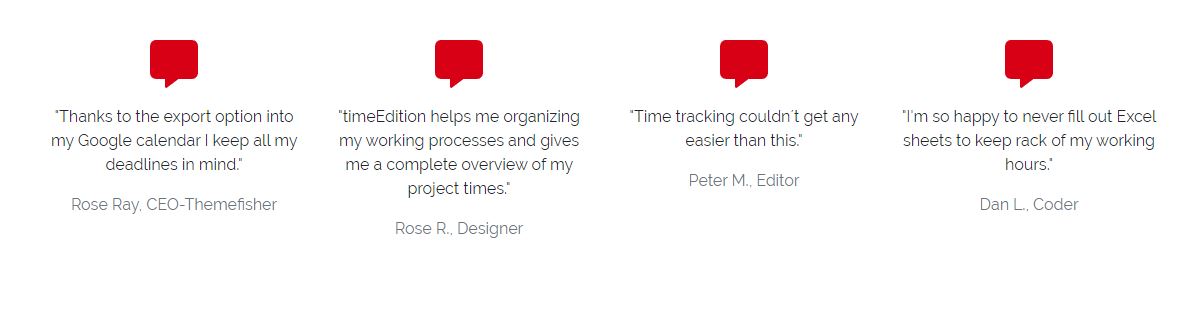 "Thanks to the export option into
my Google calendar I keep all my
deadlines in mind."
Rose Ray, CEO-Themefisher
"timeEdition helps me organizing
my working processes and gives
me a complete overview of my
project times."
Rose R., Designer
"Time tracking couldn´t get any
easier than this."
Peter M., Editor
"I'm so happy to never fill out Excel
sheets to keep rack of my working
hours."
Dan L., Coder